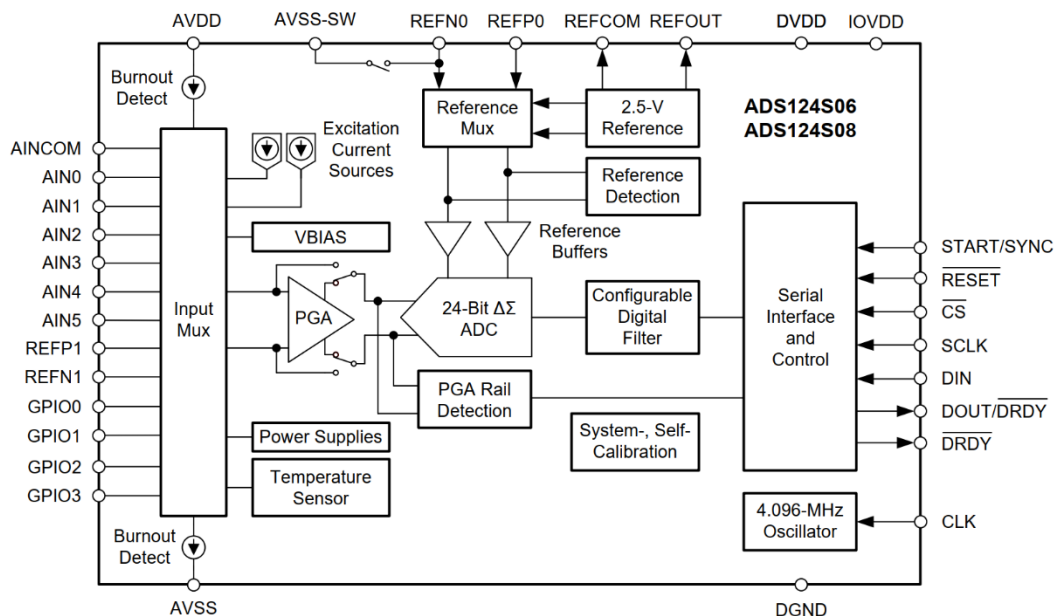 AVDD
AVSS-SW
REFN0
REFP0
REFCOM
REFOUT
DVDD
IOVDD
Burnout
Detect
Reference
Mux
2.5-V
Reference
ADS124S06
ADS124S08
Excitation
Current
Sources
AINCOM
AIN0
AIN1
AIN2
AIN3
AIN4
AIN5
REFP1
REFN1
GPIO0
GPIO1
GPIO2
GPIO3
Input
Mux
VBIAS
PGA
Reference
Detection
Reference
Buffers
24-Bit ΔΣ
ADC
Configurable
Digital
Filter
Serial
Interface
and
Control
START/SYNC
RESET
CS
SCLK
DIN
DOUT/DRDY
DRDY
PGA Rail
Detection
System-, Self-
Calibration
Power Supplies
Temperature
Sensor
4.096-MHz
Oscillator
CLK
Burnout
Detect
AVSS
DGND